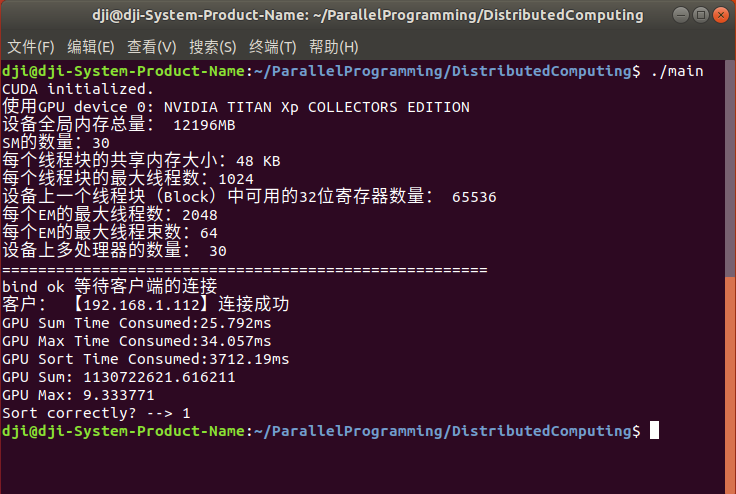 dji@dji-System-Product-Name: ~/ParallelProgramming/DistributedComputing
文件(F) 编辑(E) 查看(V) 搜索(S) 终端(T) 帮助(H)
dji@dji-System-Product-Name:~/ParallelProgramming/DistributedComputing$ ./main
CUDA initialized.
使用GPU device 0: NVIDIA TITAN Xp COLLECTORS EDITION
设备全局内存总量： 12196MB
SM的数量：30
每个线程块的共享内存大小：48 KB
每个线程块的最大线程数：1024
设备上一个线程块（Block）中可用的32位寄存器数量： 65536
每个EM的最大线程数：2048
每个EM的最大线程束数：64
设备上多处理器的数量： 30
======================================================
bind ok 等待客户端的连接
客户： 【192.168.1.112】连接成功
GPU Sum Time Consumed:25.792ms
GPU Max Time Consumed:34.057ms
GPU Sort Time Consumed:3712.19ms
GPU Sum: 1130722621.616211
GPU Max: 9.333771
Sort correctly? --> 1
dji@dji-System-Product-Name:~/ParallelProgramming/DistributedComputing$